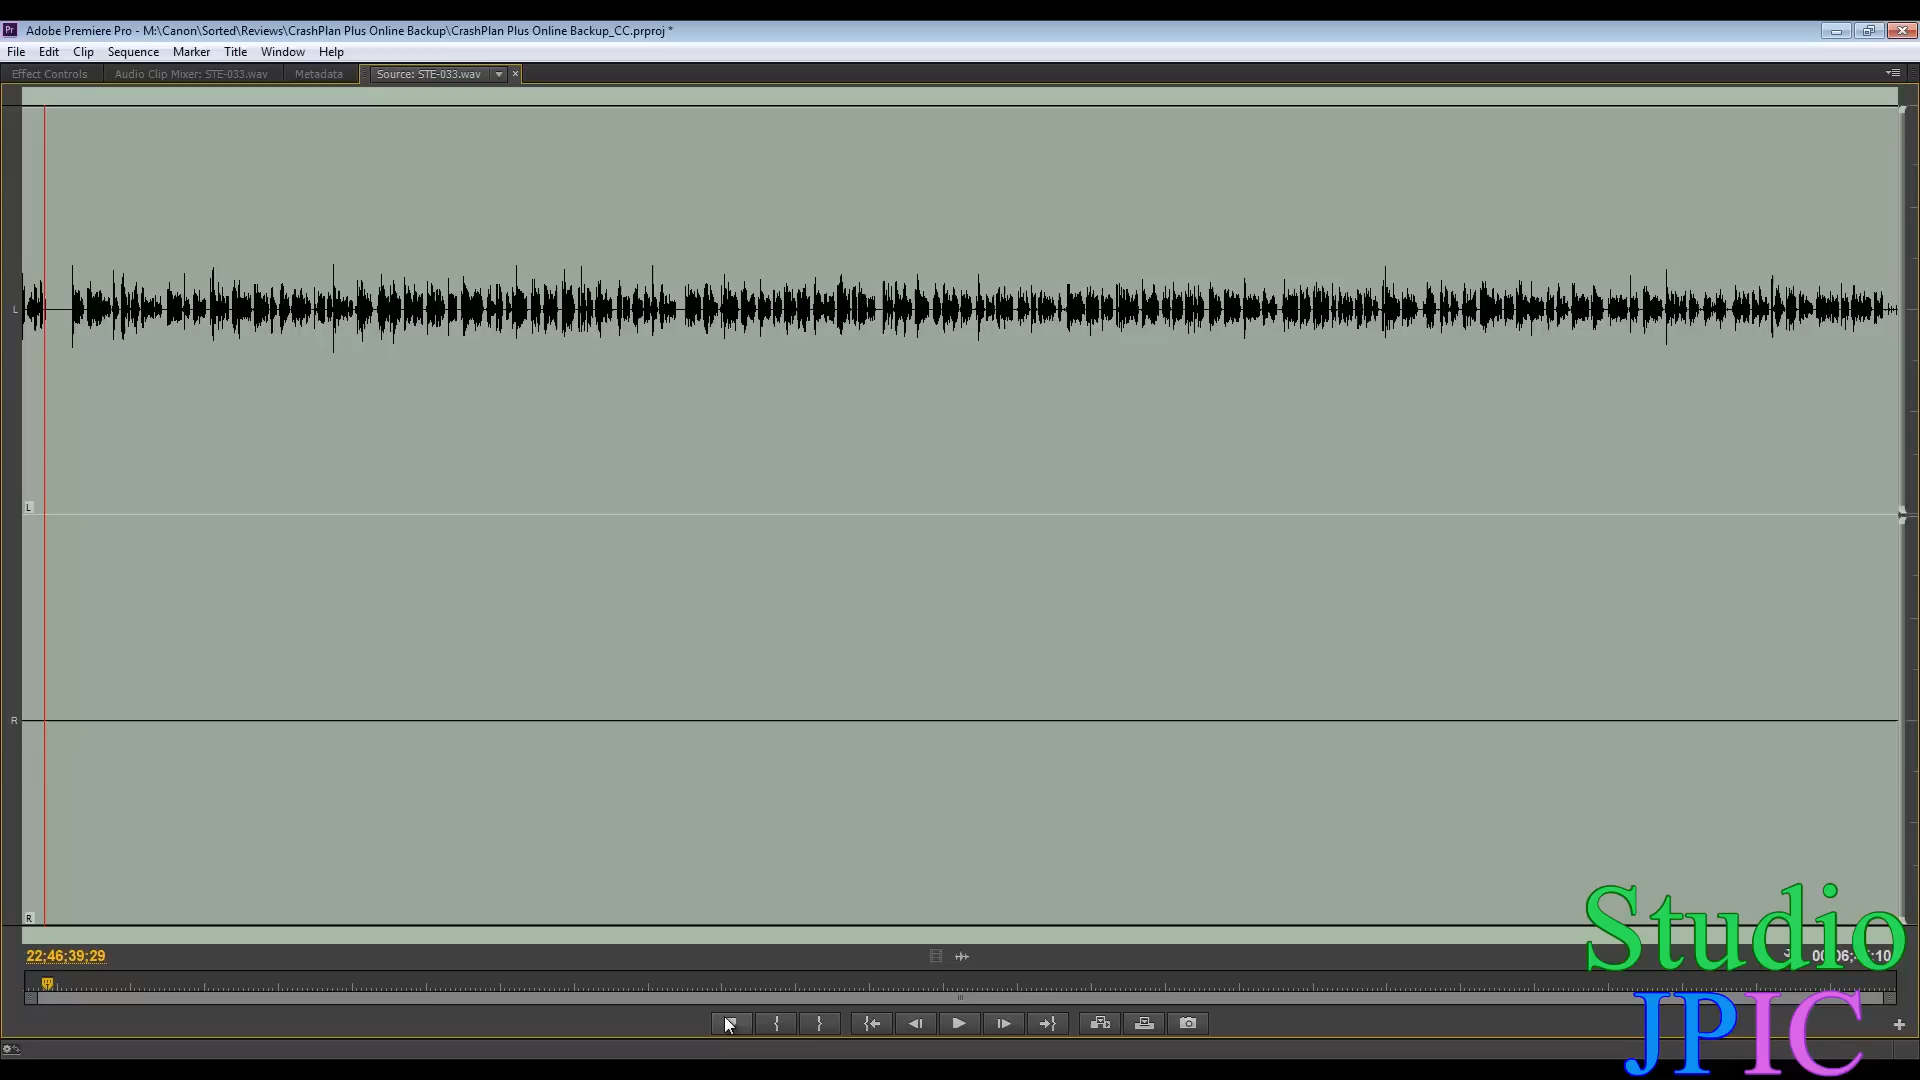 Pr Adobe Premiere Pro - M:\Canon\Sorted\Reviews\CrashPlan Plus Online Backup\CrashPlan Plus Online Backup_CC.prproj *
File Edit Clip Sequence Marker Title Window Help
Effect Controls Audio Clip Mixer: STE-033.wav Metadata Source: STE-033.wav
L
L
R
R
22;46;39;29
Studio
JPIC